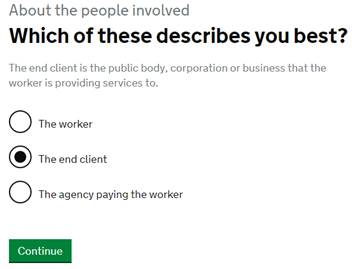 About the people involved
Which of these describes you best?
The end client is the public body, corporation or business that the
worker is providing services to.
The worker
The end client
The agency paying the worker
Continue